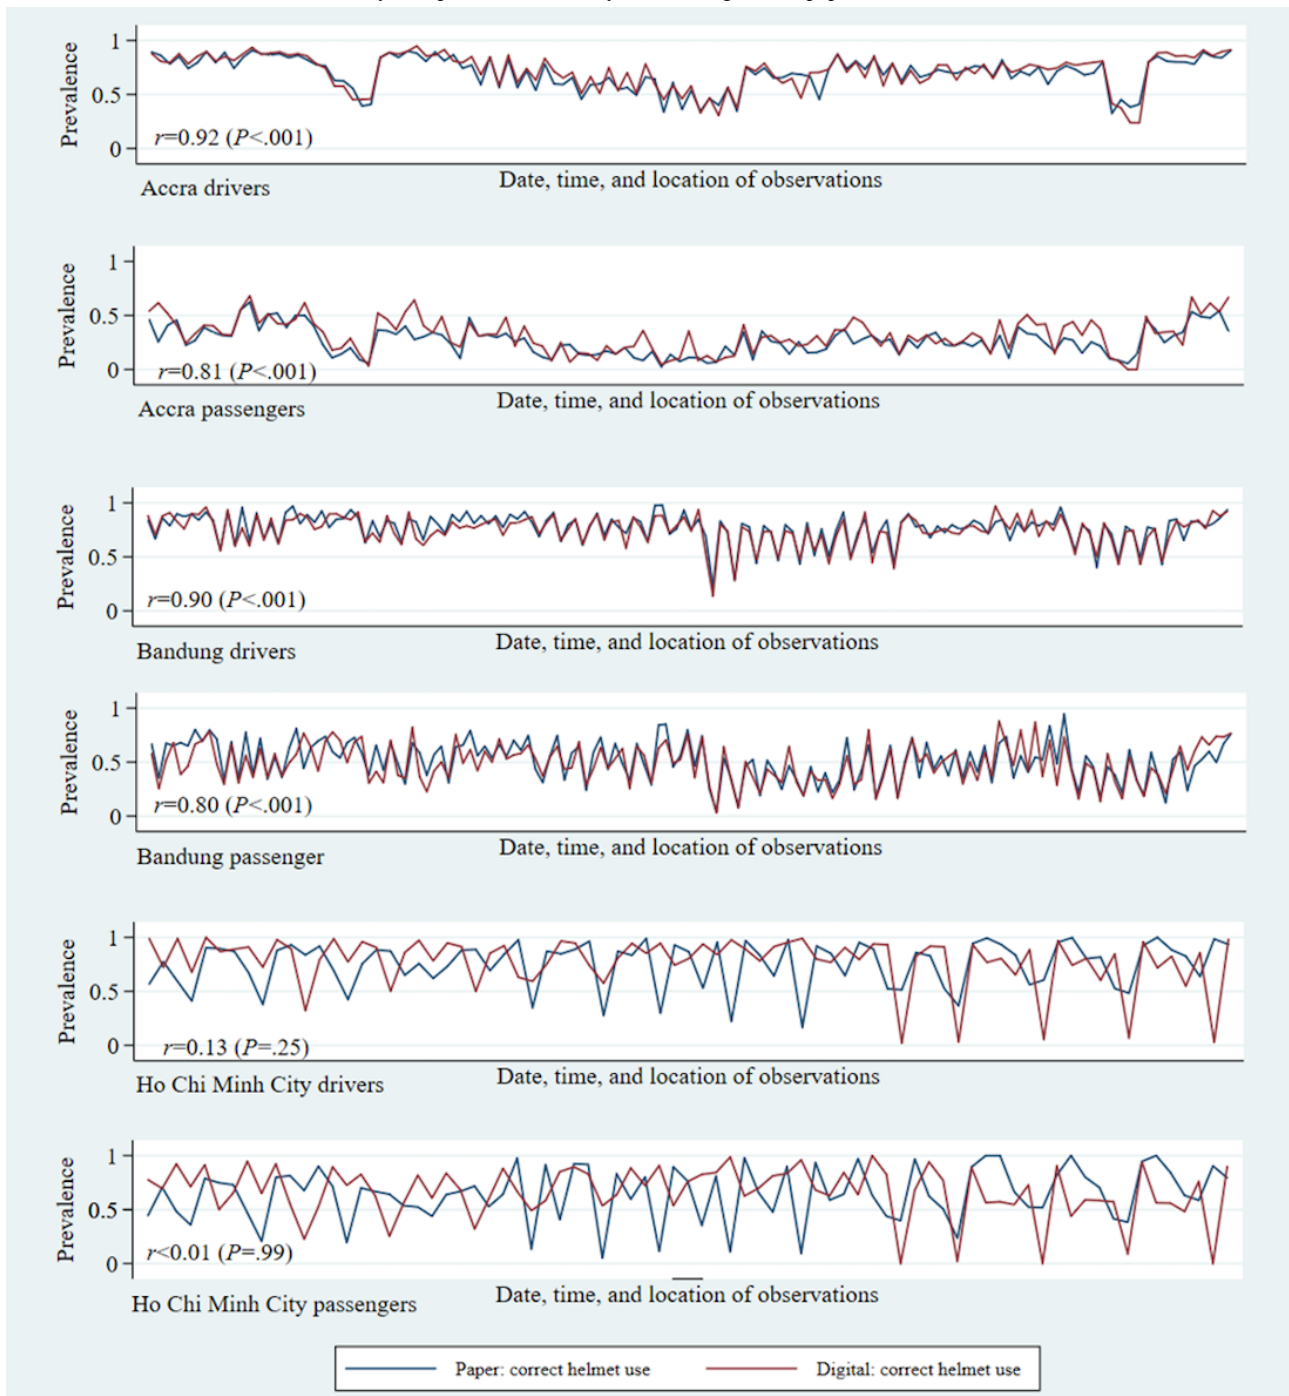 1
0.5
0
Prevalence
r=0.92 (P<.001)
Accra drivers
Date, time, and location of observations
1
0.5
0
Prevalence
r=0.81 (P<.001)
Accra passengers
Date, time, and location of observations
1
0.5
0
Prevalence
r=0.90 (P<.001)
Bandung drivers
Date, time, and location of observations
1
0.5
0
Prevalence
r=0.80 (P<.001)
Bandung passenger
Date, time, and location of observations
1
0.5
0
Prevalence
r=0.13 (P=.25)
Ho Chi Minh City drivers
Date, time, and location of observations
1
0.5
0
Prevalence
r<0.01 (P=.99)
Ho Chi Minh City passengers
Date, time, and location of observations
Paper: correct helmet use
Digital: correct helmet use